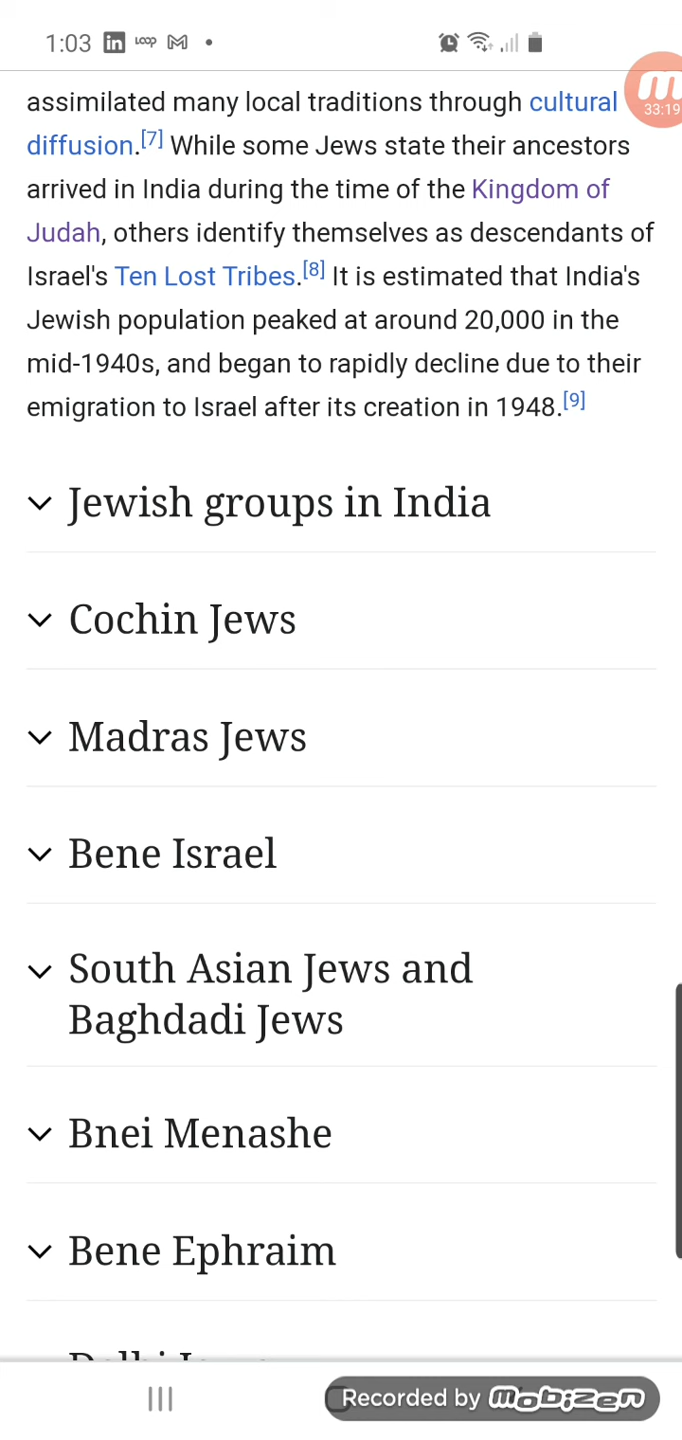 1:03 in LOOP M
m
33:19
assimilated many local traditions through cultural
diffusion.[7] While some Jews state their ancestors
arrived in India during the time of the Kingdom of
Judah, others identify themselves as descendants of
Israel's Ten Lost Tribes.[8] It is estimated that India's
Jewish population peaked at around 20,000 in the
mid-1940s, and began to rapidly decline due to their
emigration to Israel after its creation in 1948.[9]
Jewish groups in India
Cochin Jews
Madras Jews
Bene Israel
South Asian Jews and
Baghdadi Jews
Bnei Menashe
Bene Ephraim
Recorded by mobizen